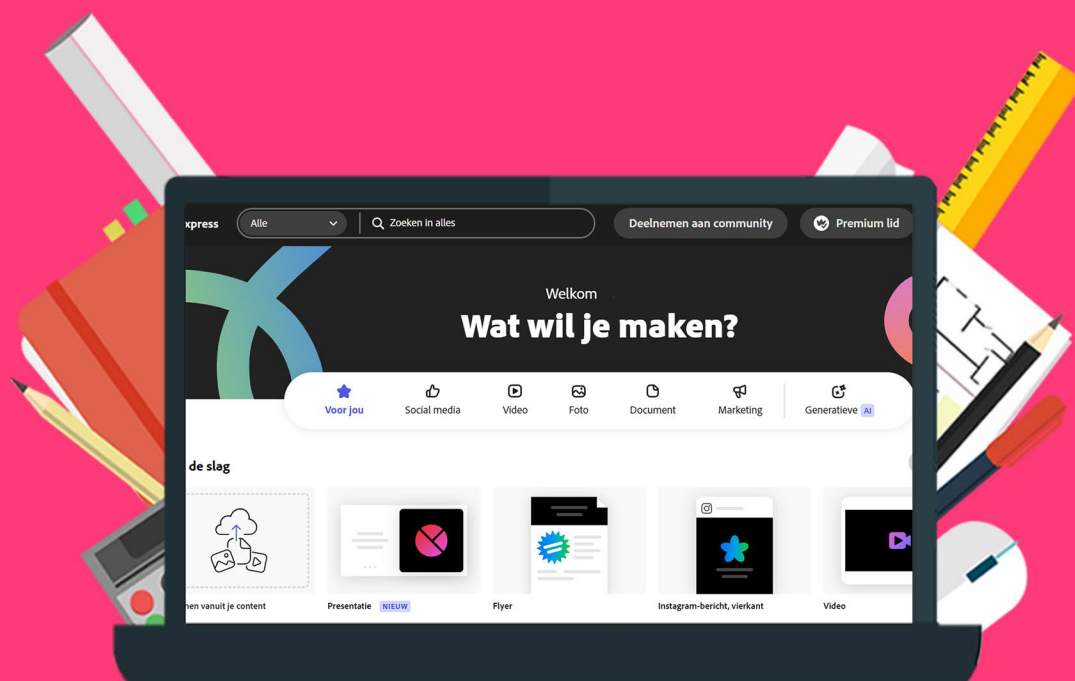 xpress
Alle
Zoeken in alles
Deelnemen aan community
Premium lid
Welkom
Wat wil je maken?
Voor jou
Social media
Video
Foto
Document
Marketing
Generatieve AI
de slag
nen vanuit je content
Presentatie NIEUW
Flyer
Instagram-bericht, vierkant
Video